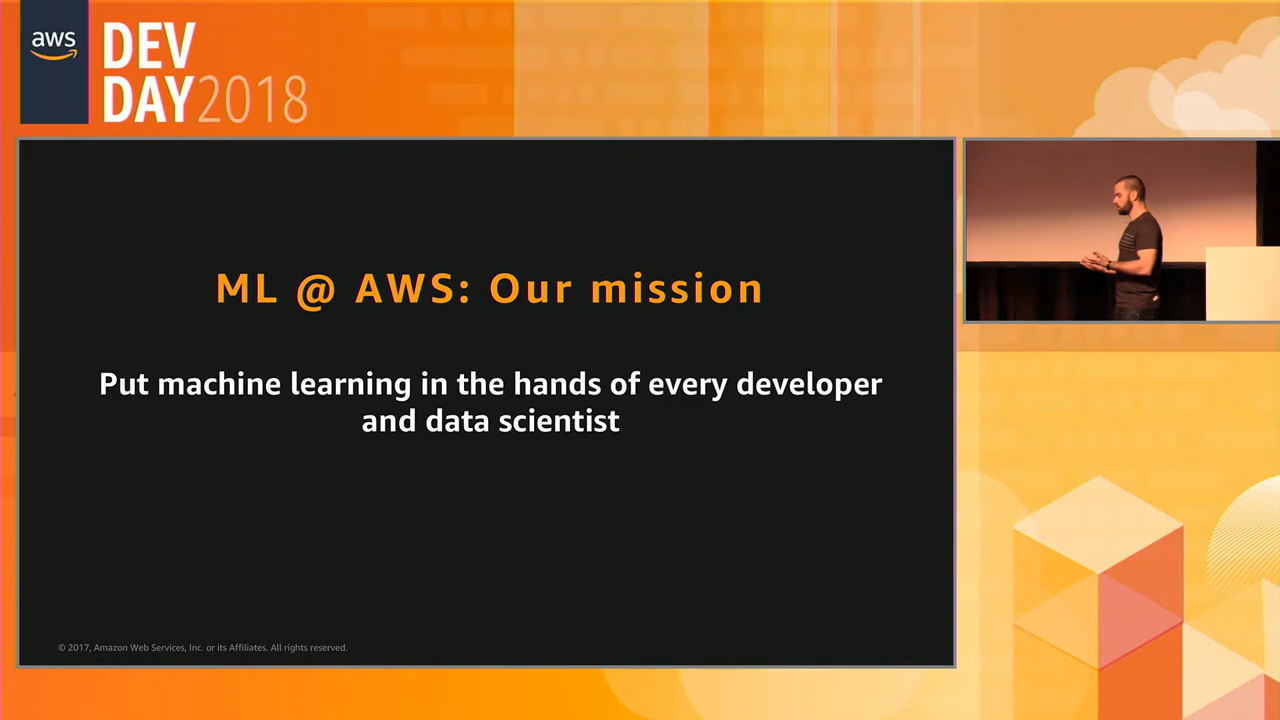 aws
DEV
DAY2018
ML @ AWS: Our mission
Put machine learning in the hands of every developer
and data scientist
© 2017, Amazon Web Services, Inc. or its Affiliates. All rights reserved.